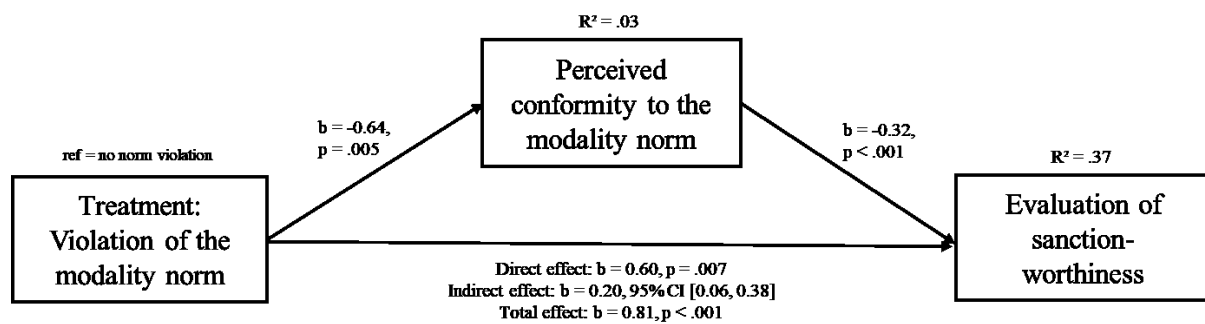 R² = .03
Perceived
conformity to the
modality norm
b = -0.64,
p = .005
b = -0.32,
p < .001
ref = no norm violation
R² = .37
Treatment:
Violation of the
modality norm
Evaluation of
sanction-
worthiness
Direct effect: b = 0.60, p = .007
Indirect effect: b = 0.20, 95% CI [0.06, 0.38]
Total effect: b = 0.81, p < .001